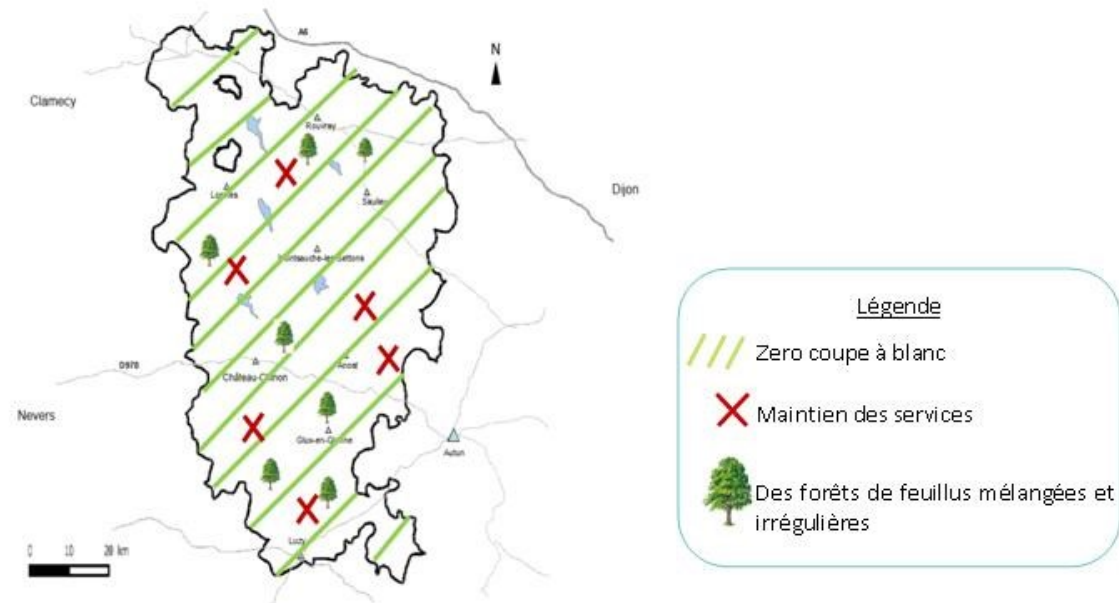 A6
N
Clamecy
Rouvray
Dijon
Lormes
Saulieu
Montsauche-les-Settons
D978
Anost
Château-Chinon
Nevers
Glux-en-Glenne
Autun
Luzy
0 10 20 km
Légende
Zero coupe à blanc
Maintien des services
Des forêts de feuillus mélangées et
irrégulières